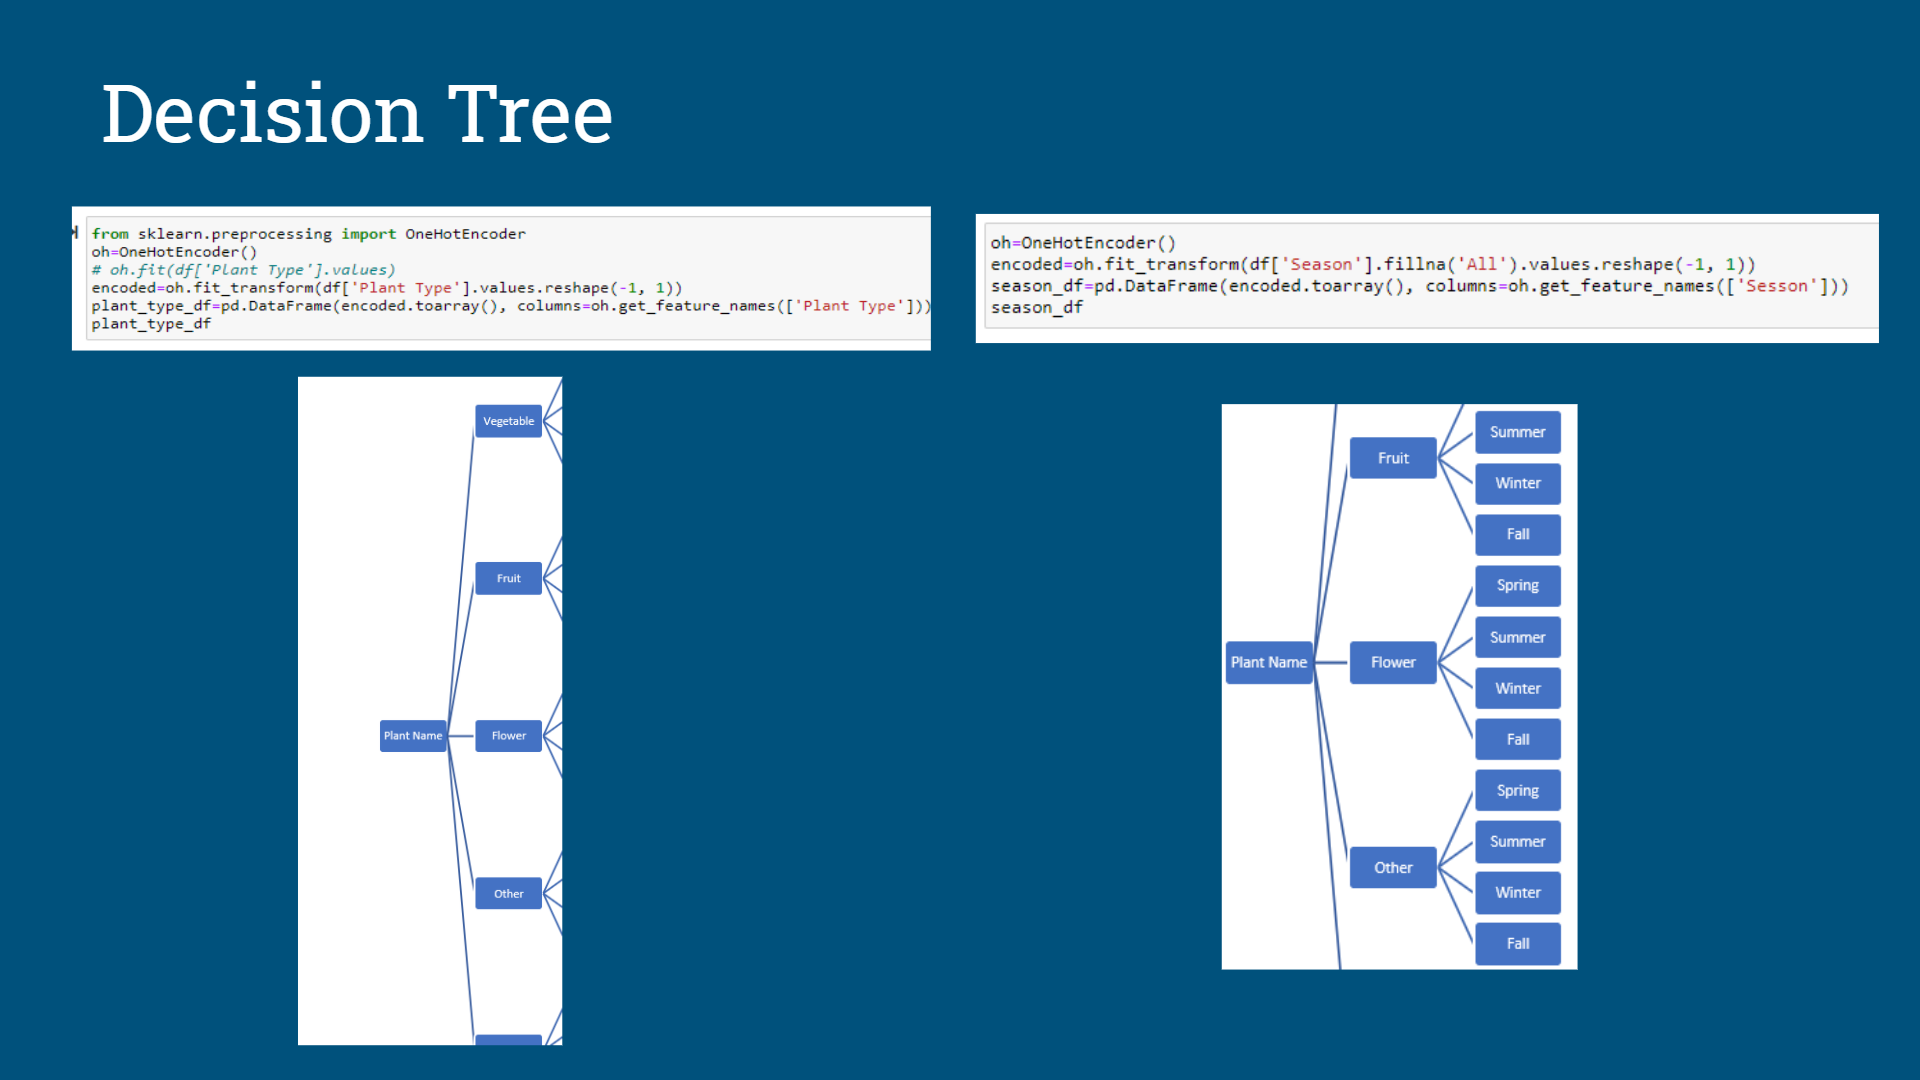 Decision Tree
from sklearn.preprocessing import OneHotEncoder
oh=OneHotEncoder()
# oh.fit(df['Plant Type'].values)
encoded=oh.fit_transform(df['Plant Type'].values.reshape(-1, 1))
plant_type_df=pd.DataFrame(encoded.toarray(), columns=oh.get_feature_names(['Plant Type']))
plant_type_df
oh=OneHotEncoder()
encoded=oh.fit_transform(df['Season'].fillna('All').values.reshape(-1, 1))
season_df=pd.DataFrame(encoded.toarray(), columns=oh.get_feature_names(['Sesson']))
season_df
Vegetable
Fruit
Plant Name
Flower
Other
Fruit
Summer
Winter
Fall
Plant Name
Flower
Spring
Summer
Winter
Fall
Other
Spring
Summer
Winter
Fall